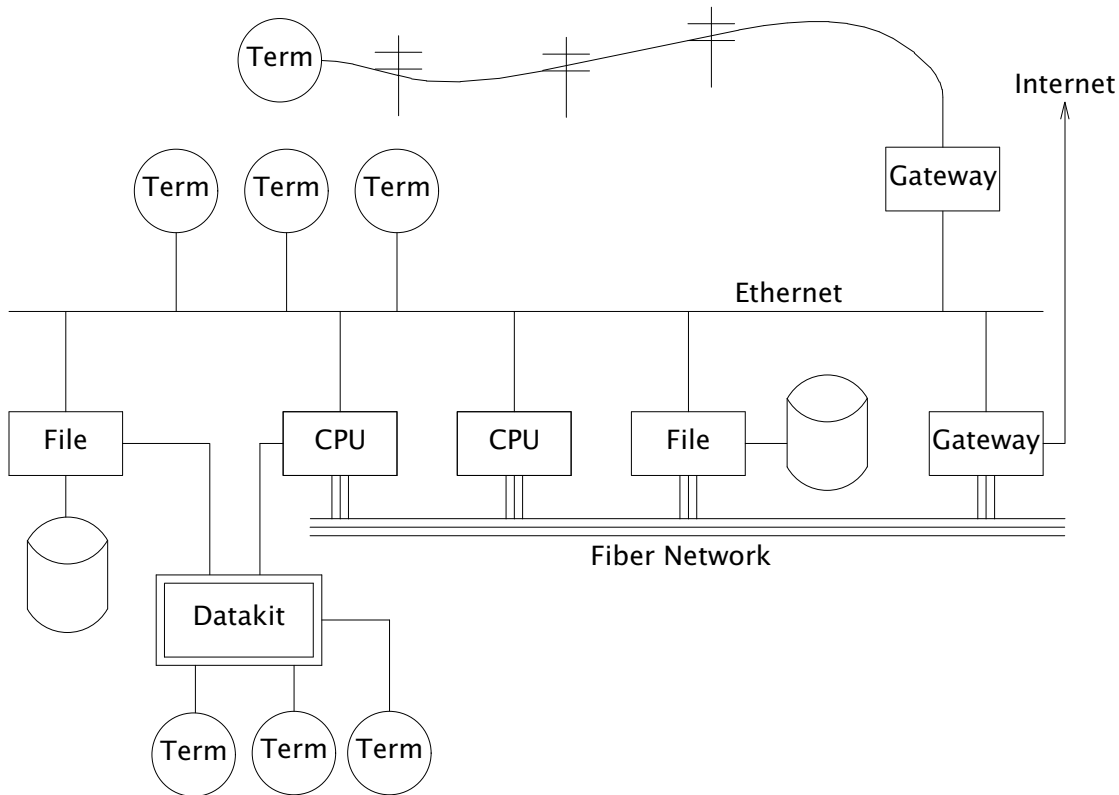 Term
Internet
Term
Term
Term
Gateway
Ethernet
File
CPU
CPU
File
Gateway
Fiber Network
Datakit
Term
Term
Term